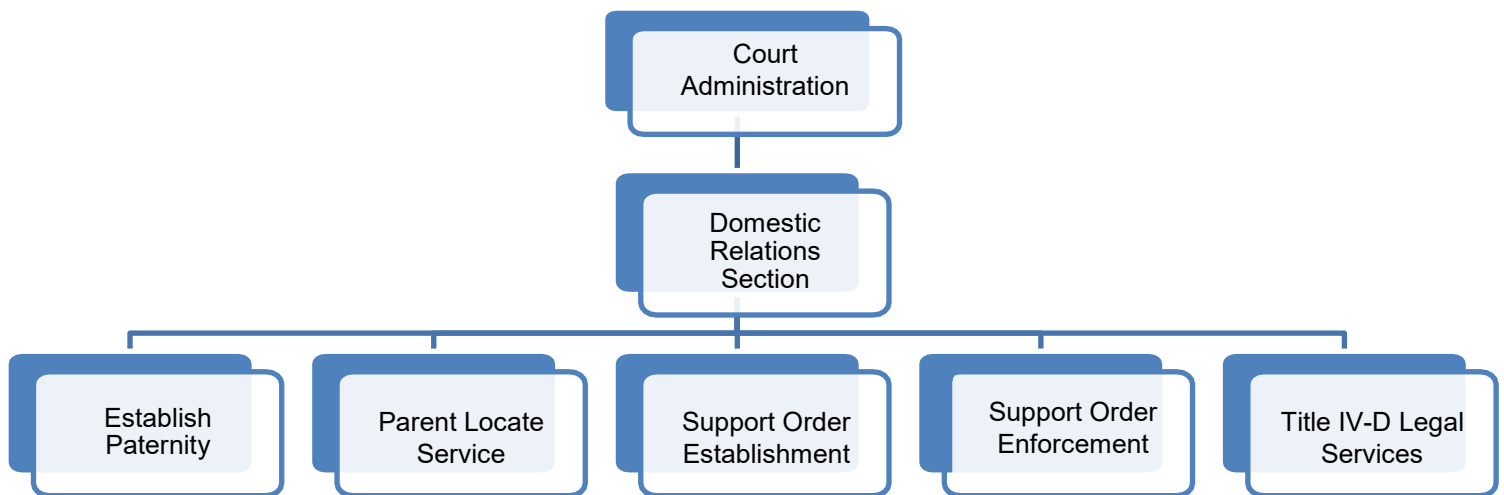 Court
Administration
Domestic
Relations
Section
Establish
Paternity
Parent Locate
Service
Support Order
Establishment
Support Order
Enforcement
Title IV-D Legal
Services